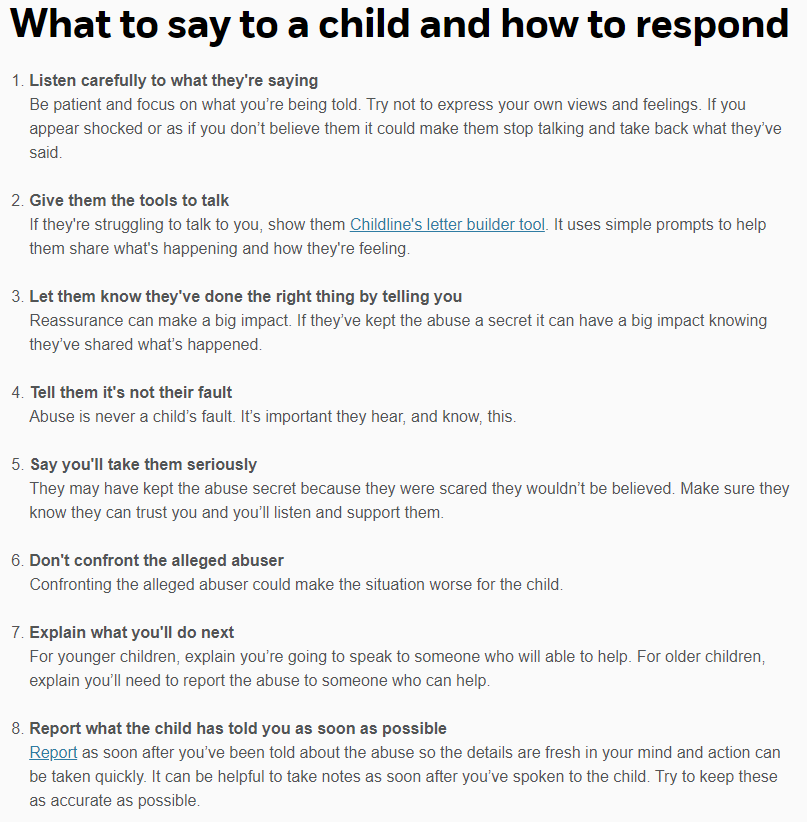 What to say to a child and how to respond
1. Listen carefully to what they're saying
Be patient and focus on what you’re being told. Try not to express your own views and feelings. If you
appear shocked or as if you don’t believe them it could make them stop talking and take back what they’ve
said.
2. Give them the tools to talk
If they're struggling to talk to you, show them Childline's letter builder tool. It uses simple prompts to help
them share what's happening and how they're feeling.
3. Let them know they've done the right thing by telling you
Reassurance can make a big impact. If they’ve kept the abuse a secret it can have a big impact knowing
they’ve shared what’s happened.
4. Tell them it's not their fault
Abuse is never a child’s fault. It’s important they hear, and know, this.
5. Say you'll take them seriously
They may have kept the abuse secret because they were scared they wouldn’t be believed. Make sure they
know they can trust you and you’ll listen and support them.
6. Don't confront the alleged abuser
Confronting the alleged abuser could make the situation worse for the child.
7. Explain what you'll do next
For younger children, explain you’re going to speak to someone who will able to help. For older children,
explain you’ll need to report the abuse to someone who can help.
8. Report what the child has told you as soon as possible
Report as soon after you’ve been told about the abuse so the details are fresh in your mind and action can
be taken quickly. It can be helpful to take notes as soon after you’ve spoken to the child. Try to keep these
as accurate as possible.